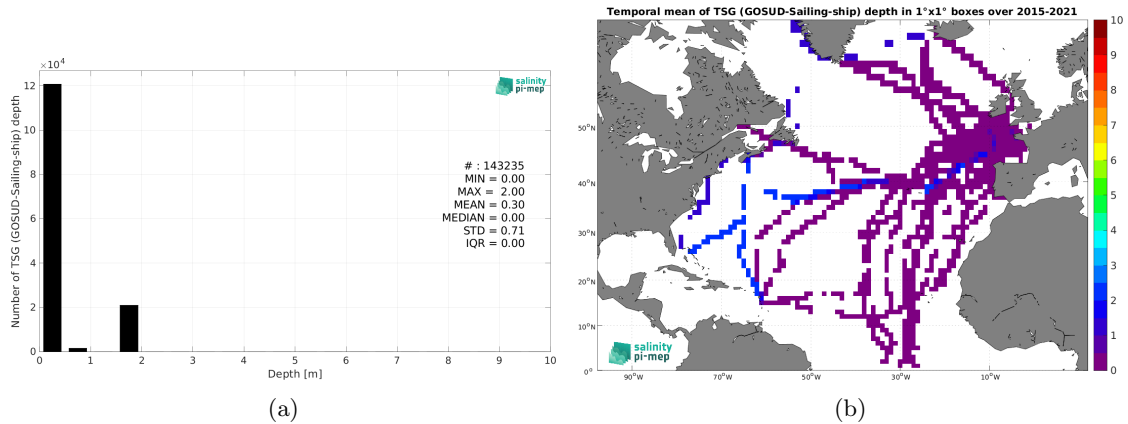 Temporal mean of TSG (GOSUD-Sailing-ship) depth in 1°x1° boxes over 2015-2021
×10⁴
12
10
8
6
4
2
0
Number of TSG (GOSUD-Sailing-ship) depth
salinity
pi-mep
# : 143235
MIN = 0.00
MAX = 2.00
MEAN = 0.30
MEDIAN = 0.00
STD = 0.71
IQR = 0.00
0 1 2 3 4 5 6 7 8 9 10
Depth [m]
(a)
50°N
40°N
30°N
20°N
10°N
0°N
90°W 70°W 50°W 30°W 10°W
salinity
pi-mep
10
9
8
7
6
5
4
3
2
1
0
(b)